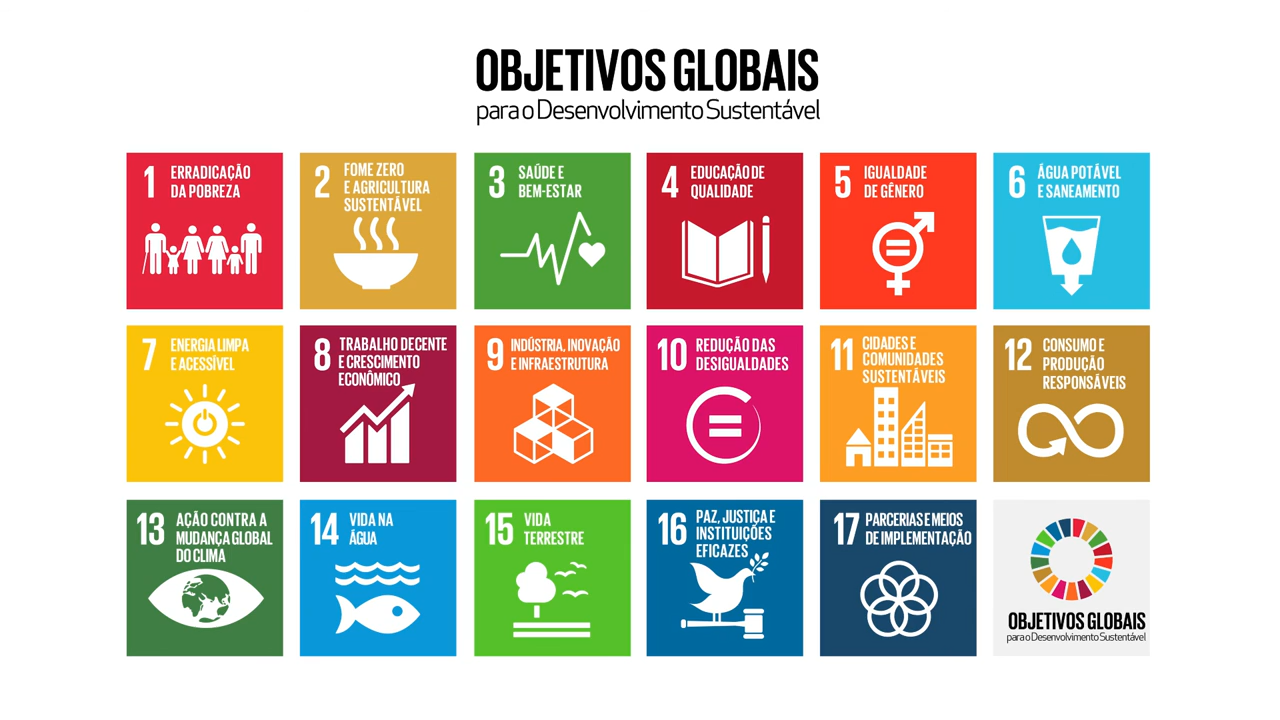 OBJETIVOS GLOBAIS
para o Desenvolvimento Sustentável
1 ERRADICAÇÃO
DA POBREZA
2 FOME ZERO
E AGRICULTURA
SUSTENTÁVEL
3 SAÚDE E
BEM-ESTAR
4 EDUCAÇÃO DE
QUALIDADE
5 IGUALDADE
DE GÊNERO
6 ÁGUA POTÁVEL
E SANEAMENTO
7 ENERGIA LIMPA
E ACESSÍVEL
8 TRABALHO DECENTE
E CRESCIMENTO
ECONÔMICO
9 INDÚSTRIA, INOVAÇÃO
E INFRAESTRUTURA
10 REDUÇÃO DAS
DESIGUALDADES
11 CIDADES E
COMUNIDADES
SUSTENTÁVEIS
12 CONSUMO E
PRODUÇÃO
RESPONSÁVEIS
13 AÇÃO CONTRA A
MUDANÇA GLOBAL
DO CLIMA
14 VIDA NA
ÁGUA
15 VIDA
TERRESTRE
16 PAZ, JUSTIÇA E
INSTITUIÇÕES
EFICAZES
17 PARCERIAS E MEIOS
DE IMPLEMENTAÇÃO
OBJETIVOS GLOBAIS
para o Desenvolvimento Sustentável